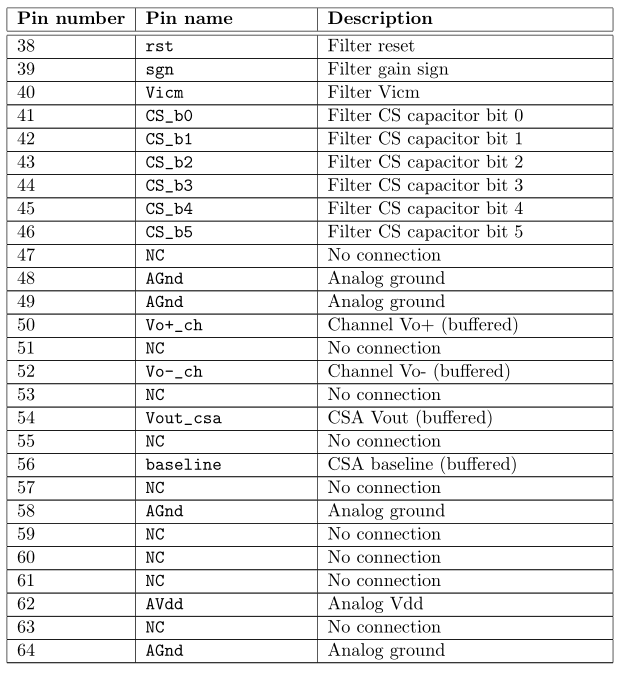 Pin number Pin name Description
38 rst Filter reset
39 sgn Filter gain sign
40 Vicm Filter Vicm
41 CS_b0 Filter CS capacitor bit 0
42 CS_b1 Filter CS capacitor bit 1
43 CS_b2 Filter CS capacitor bit 2
44 CS_b3 Filter CS capacitor bit 3
45 CS_b4 Filter CS capacitor bit 4
46 CS_b5 Filter CS capacitor bit 5
47 NC No connection
48 AGnd Analog ground
49 AGnd Analog ground
50 Vo+_ch Channel Vo+ (buffered)
51 NC No connection
52 Vo-_ch Channel Vo- (buffered)
53 NC No connection
54 Vout_csa CSA Vout (buffered)
55 NC No connection
56 baseline CSA baseline (buffered)
57 NC No connection
58 AGnd Analog ground
59 NC No connection
60 NC No connection
61 NC No connection
62 AVdd Analog Vdd
63 NC No connection
64 AGnd Analog ground